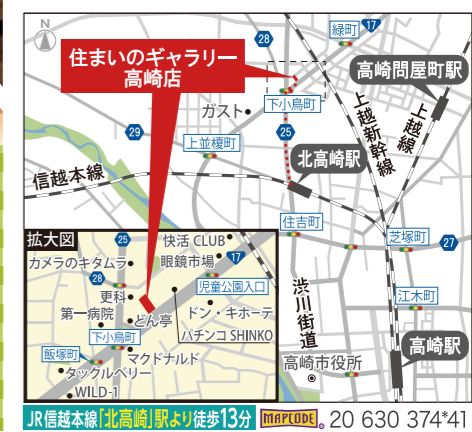 N
28
緑町
17
住まいのギャラリー
高崎店
高崎問屋町駅
下小鳥町
ガスト
上越新幹線
上越線
29
上並榎町
25
北高崎駅
信越本線
住吉町
芝塚町
27
拡大図
25
快活 CLUB
カメラのキタムラ
眼鏡市場
17
28
児童公園入口
更科
第一病院
どん亭
ドン・キホーテ
パチンコ SHINKO
下小鳥町
飯塚町
マクドナルド
タックルベリー
WILD-1
渋川街道
江木町
高崎駅
高崎市役所
JR信越本線「北高崎」駅より徒歩13分 MAPCODE 20 630 374*41